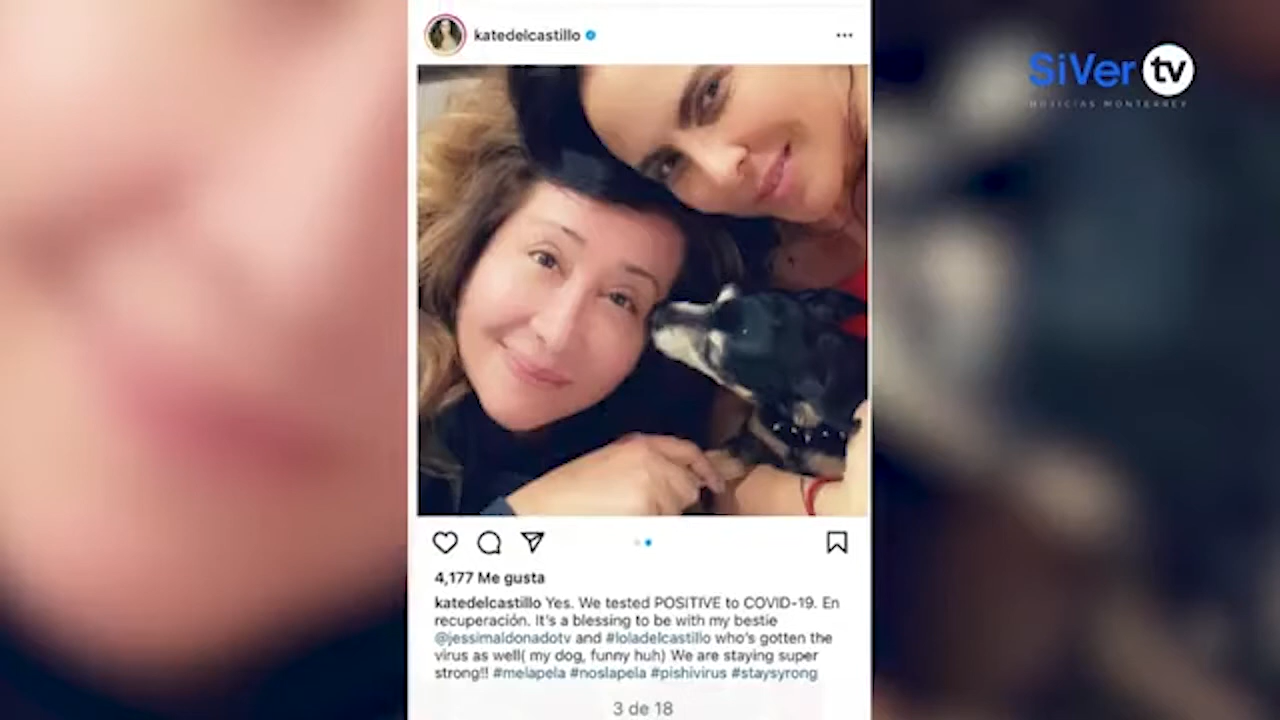 katedelcastillo
SiVer tv
NOTICIAS MONTERREY
4,177 Me gusta
katedelcastillo Yes. We tested POSITIVE to COVID-19. En
recuperación. It's a blessing to be with my bestie
@jessimaldonadotv and #loladelcastillo who's gotten the
virus as well( my dog, funny huh) We are staying super
strong!! #melapela #noslapela #pishivirus #staysyrong
3 de 18